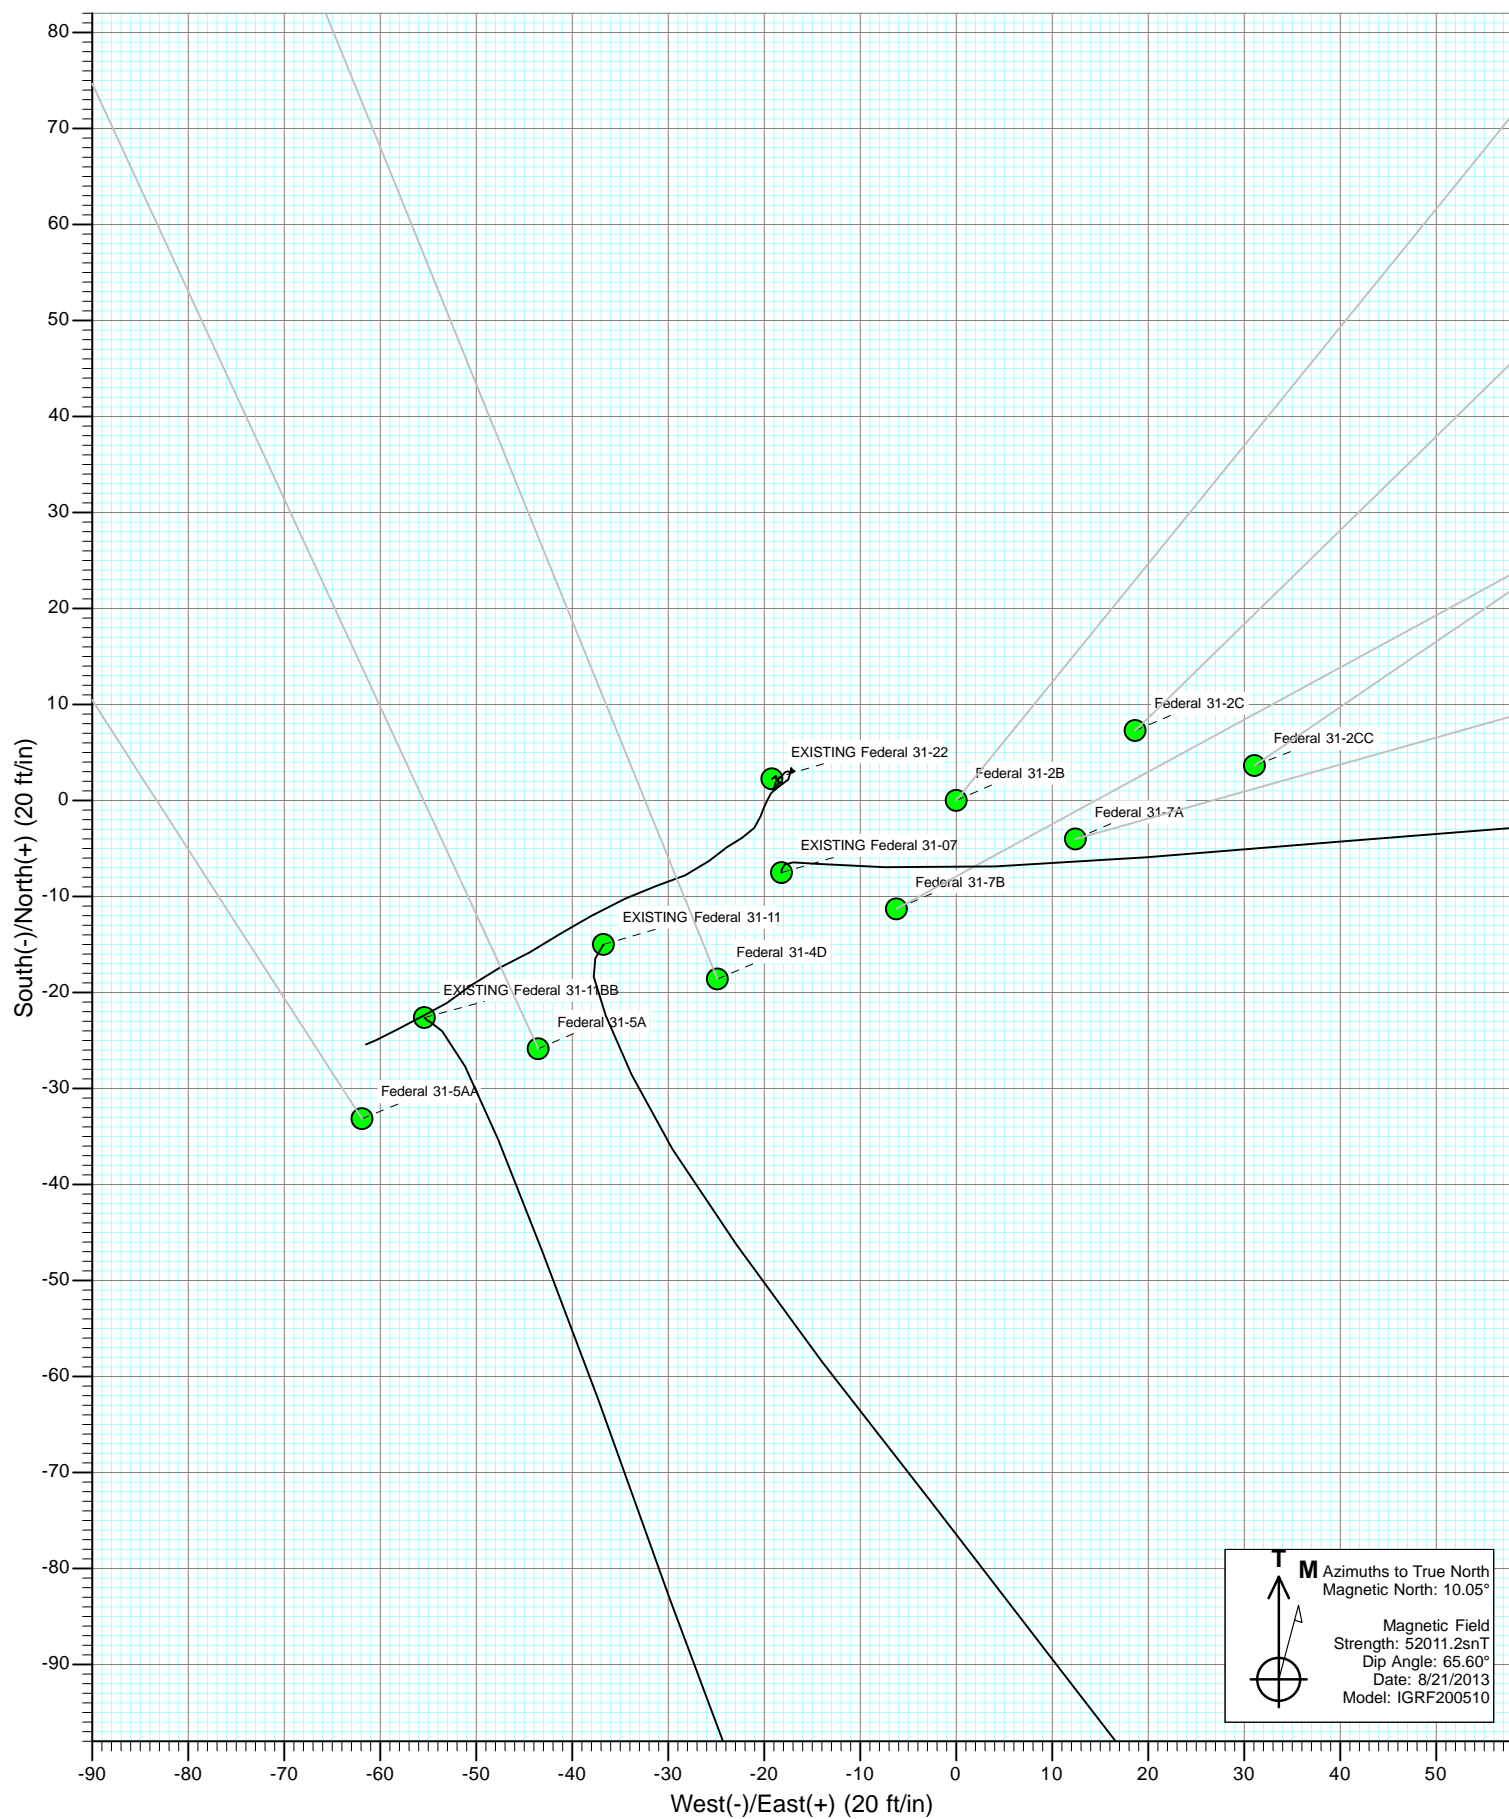 80
70
60
50
40
30
20
10
0
-10
-20
-30
-40
-50
-60
-70
-80
-90
South(-)/North(+) (20 ft/in)
Federal 31-2C
Federal 31-2CC
EXISTING Federal 31-22
Federal 31-2B
Federal 31-7A
EXISTING Federal 31-07
Federal 31-7B
EXISTING Federal 31-11
Federal 31-4D
EXISTING Federal 31-11BB
Federal 31-5A
Federal 31-5AA
T
M
Azimuths to True North
Magnetic North: 10.05°
Magnetic Field
Strength: 52011.2snT
Dip Angle: 65.60°
Date: 8/21/2013
Model: IGRF200510
-90 -80 -70 -60 -50 -40 -30 -20 -10 0 10 20 30 40 50
West(-)/East(+) (20 ft/in)